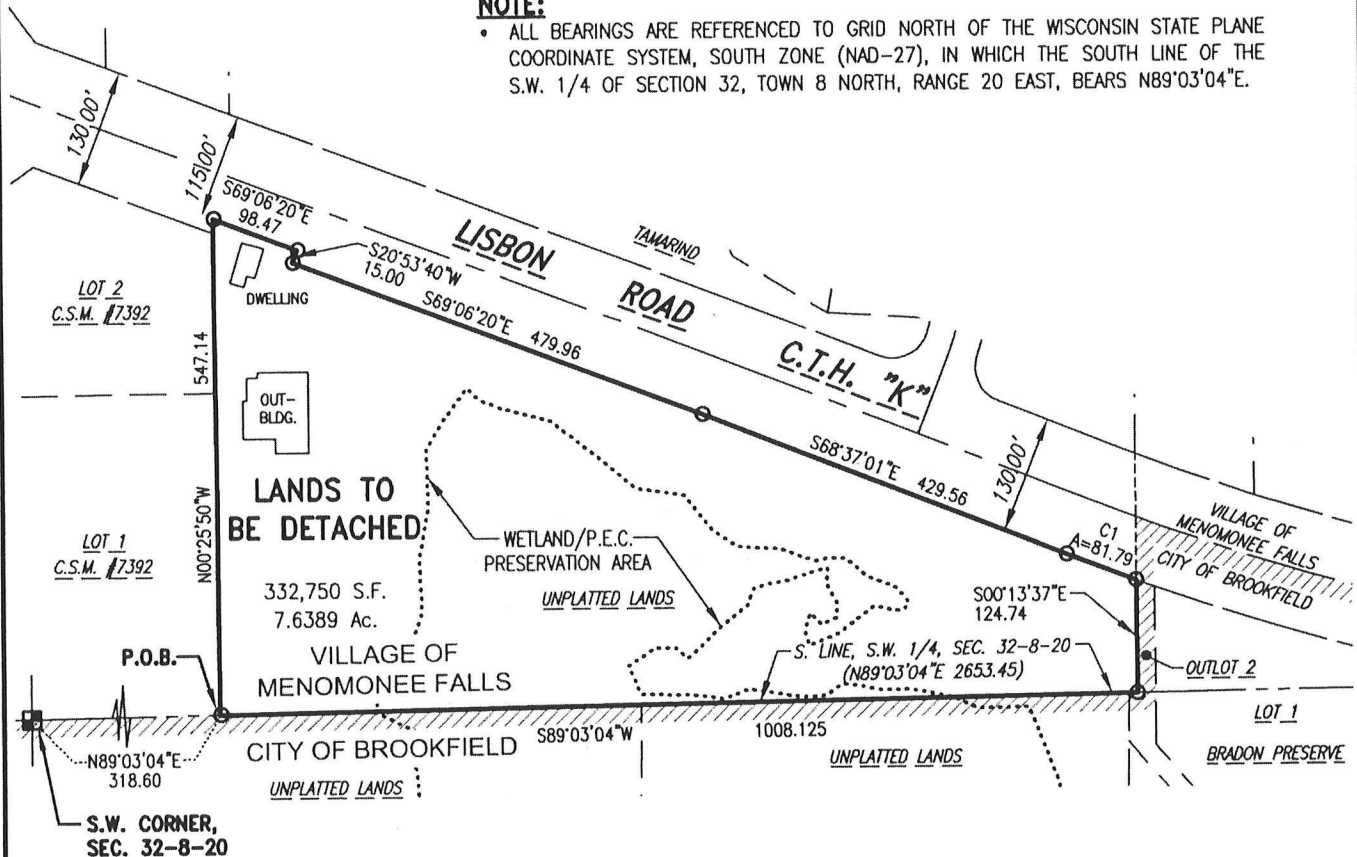 NOTE:
• ALL BEARINGS ARE REFERENCED TO GRID NORTH OF THE WISCONSIN STATE PLANE
COORDINATE SYSTEM, SOUTH ZONE (NAD-27), IN WHICH THE SOUTH LINE OF THE
S.W. 1/4 OF SECTION 32, TOWN 8 NORTH, RANGE 20 EAST, BEARS N89°03'04"E.
130.00'
115.00'
S69°06'20"E
98.47
S20°53'40"W
15.00
S69°06'20"E 479.96
LISBON
ROAD
C.T.H. "K"
TAMARIND
LOT 2
C.S.M. #7392
DWELLING
547.14
N00°25'50"W
OUT-
BLDG.
S68°37'01"E 429.56
130.00'
C1
A=81.79
VILLAGE OF
MENOMONEE FALLS
CITY OF BROOKFIELD
LANDS TO
BE DETACHED
332,750 S.F.
7.6389 Ac.
LOT 1
C.S.M. #7392
WETLAND/P.E.C.
PRESERVATION AREA
UNPLATTED LANDS
S00°13'37"E
124.74
P.O.B.
VILLAGE OF
MENOMONEE FALLS
S. LINE, S.W. 1/4, SEC. 32-8-20
(N89°03'04"E 2653.45)
OUTLOT 2
LOT 1
BRADON PRESERVE
N89°03'04"E
318.60
CITY OF BROOKFIELD
S89°03'04"W
1008.125
UNPLATTED LANDS
UNPLATTED LANDS
S.W. CORNER,
SEC. 32-8-20